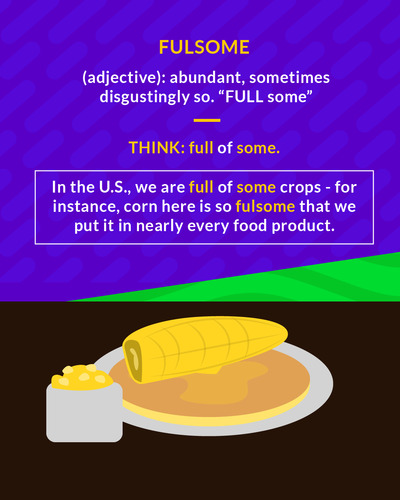 FULSOME
(adjective): abundant, sometimes
disgustingly so. “FULL some”
THINK: full of some.
In the U.S., we are full of some crops - for
instance, corn here is so fulsome that we
put it in nearly every food product.